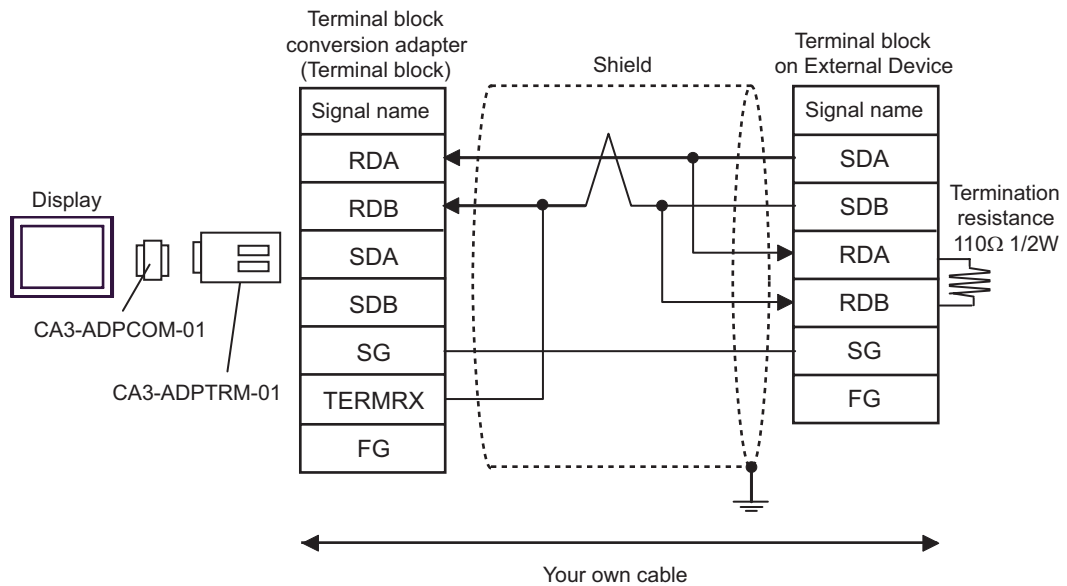 Terminal block
conversion adapter
(Terminal block)
Shield
Terminal block
on External Device
Signal name
RDA
RDB
SDA
SDB
SG
TERMRX
FG
Signal name
SDA
SDB
RDA
RDB
SG
FG
Termination
resistance
110Ω 1/2W
Display
CA3-ADPCOM-01
CA3-ADPTRM-01
Your own cable